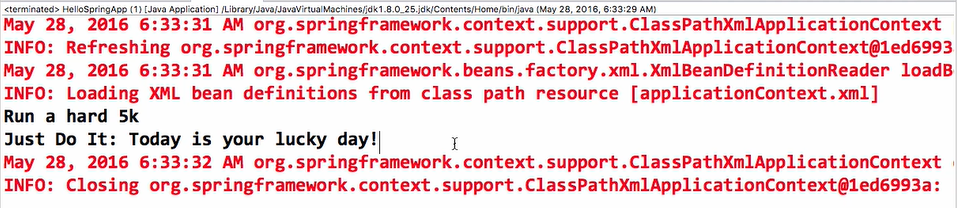 <terminated> HelloSpringApp (1) [Java Application] /Library/Java/JavaVirtualMachines/jdk1.8.0_25.jdk/Contents/Home/bin/java (May 28, 2016, 6:33:29 AM)
May 28, 2016 6:33:31 AM org.springframework.context.support.ClassPathXmlApplicationContext
INFO: Refreshing org.springframework.context.support.ClassPathXmlApplicationContext@1ed6993
May 28, 2016 6:33:31 AM org.springframework.beans.factory.xml.XmlBeanDefinitionReader loadB
INFO: Loading XML bean definitions from class path resource [applicationContext.xml]
Run a hard 5k
Just Do It: Today is your lucky day!
May 28, 2016 6:33:32 AM org.springframework.context.support.ClassPathXmlApplicationContext
INFO: Closing org.springframework.context.support.ClassPathXmlApplicationContext@1ed6993a: